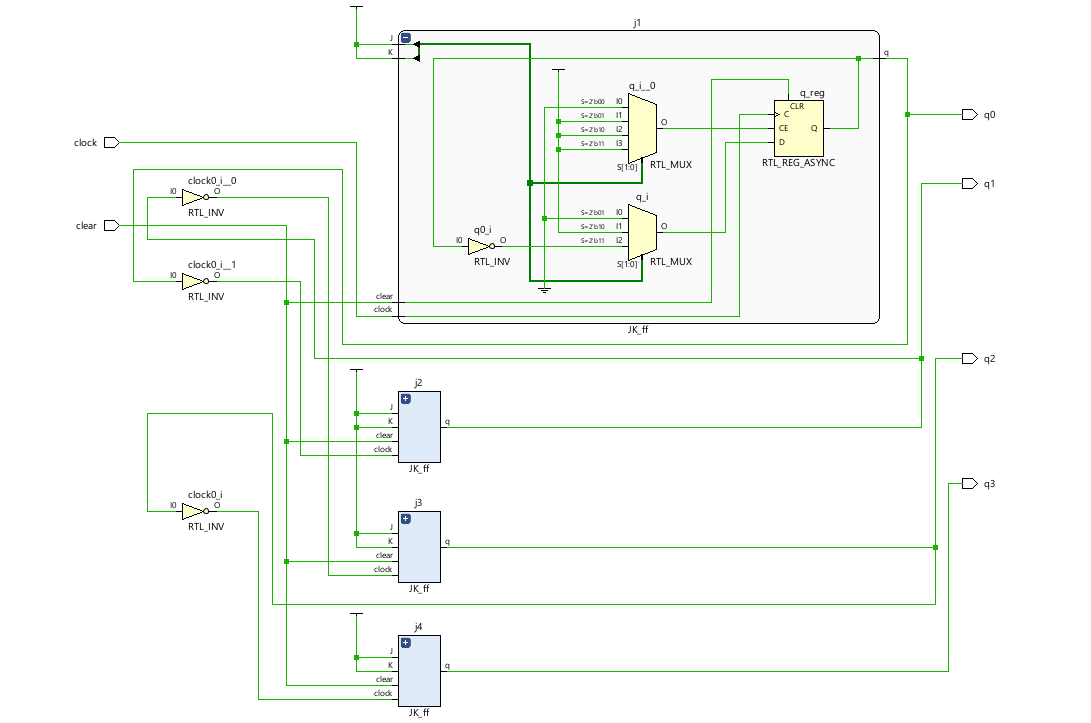 j1
J
K
q
q_i__0
S=2'b00 I0
S=2'b01 I1
S=2'b10 I2
S=2'b11 I3
O
S[1:0]
RTL_MUX
q_reg
CLR
C
CE
D
Q
RTL_REG_ASYNC
q0
clock
clock0_i__0
I0 O
RTL_INV
clear
q1
q_i
S=2'b01 I0
S=2'b10 I1
S=2'b11 I2
O
S[1:0]
RTL_MUX
q0_i
I0 O
RTL_INV
clock0_i__1
I0 O
RTL_INV
clear
clock
JK_ff
q2
j2
J
K
clear
clock
q
JK_ff
q3
clock0_i
I0 O
RTL_INV
j3
J
K
clear
clock
q
JK_ff
j4
J
K
clear
clock
q
JK_ff